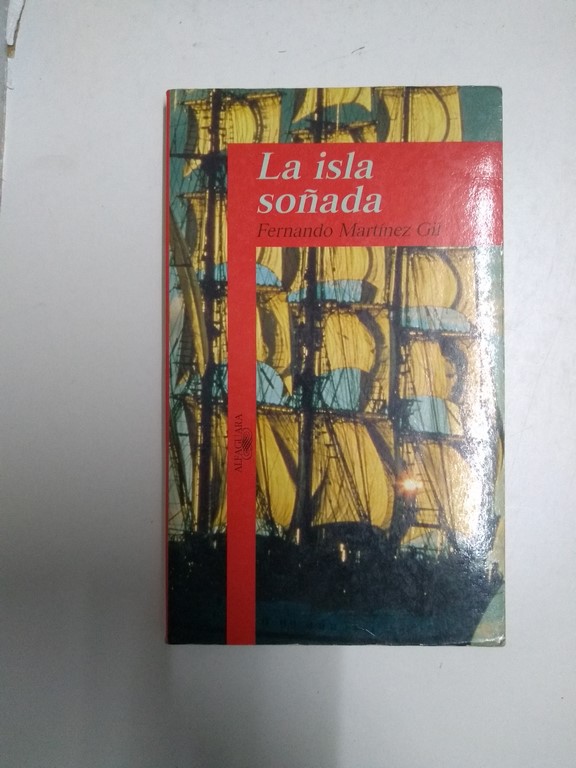 La isla
soñada
Fernando Martínez Gil
ALFAGUARA